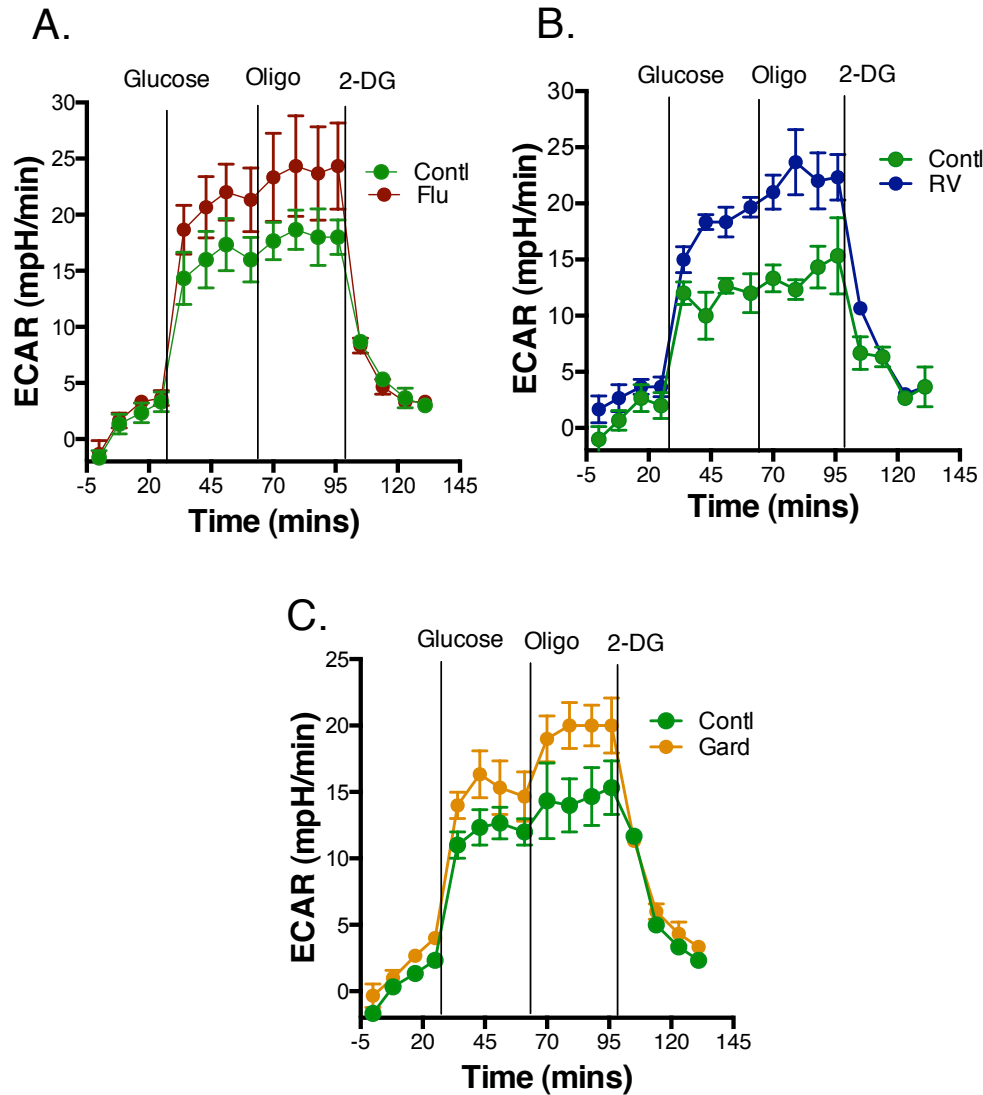 A.
Glucose
Oligo
2-DG
30
25
20
15
10
5
0
ECAR (mpH/min)
Contl
Flu
-5 20 45 70 95 120 145
Time (mins)
B.
Glucose
Oligo
2-DG
30
25
20
15
10
5
0
ECAR (mpH/min)
Contl
RV
-5 20 45 70 95 120 145
Time (mins)
C.
Glucose
Oligo
2-DG
25
20
15
10
5
0
ECAR (mpH/min)
Contl
Gard
-5 20 45 70 95 120 145
Time (mins)